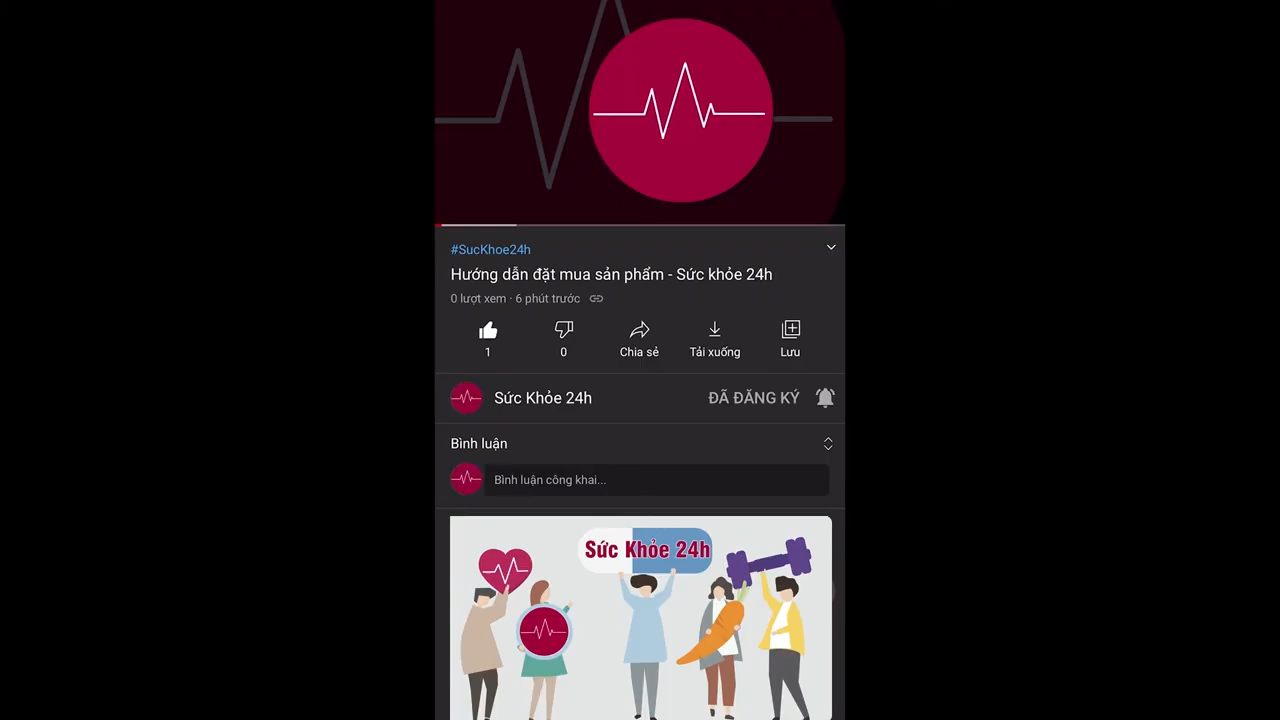 #SucKhoe24h
Hướng dẫn đặt mua sản phẩm - Sức khỏe 24h
0 lượt xem · 6 phút trước
1
0
Chia sẻ
Tải xuống
Lưu
Sức Khỏe 24h
ĐÃ ĐĂNG KÝ
Bình luận
Bình luận công khai...
Sức Khỏe 24h